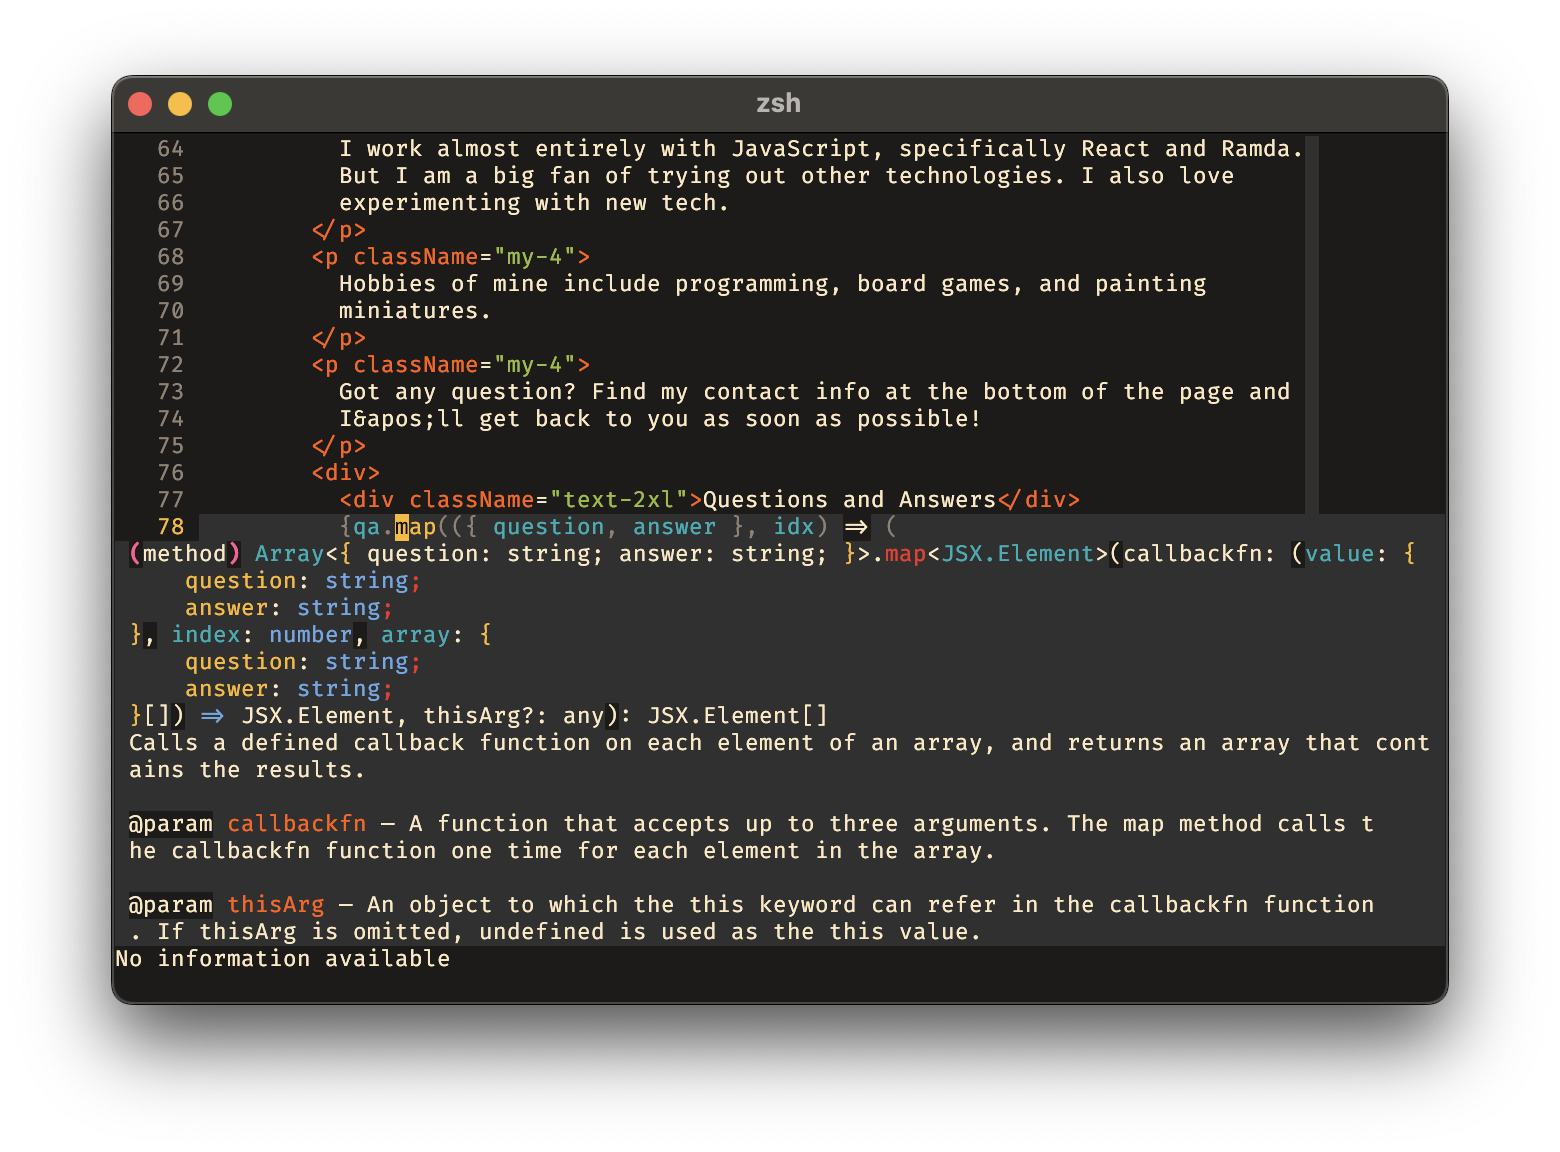 zsh
64 I work almost entirely with JavaScript, specifically React and Ramda.
65 But I am a big fan of trying out other technologies. I also love
66 experimenting with new tech.
67 </p>
68 <p className="my-4">
69 Hobbies of mine include programming, board games, and painting
70 miniatures.
71 </p>
72 <p className="my-4">
73 Got any question? Find my contact info at the bottom of the page and
74 I&apos;ll get back to you as soon as possible!
75 </p>
76 <div>
77 <div className="text-2xl">Questions and Answers</div>
78 {qa.map(({ question, answer }, idx) => (
(method) Array<{ question: string; answer: string; }>.map<JSX.Element>(callbackfn: (value: {
question: string;
answer: string;
}, index: number, array: {
question: string;
answer: string;
}[]) => JSX.Element, thisArg?: any): JSX.Element[]
Calls a defined callback function on each element of an array, and returns an array that cont
ains the results.
@param callbackfn — A function that accepts up to three arguments. The map method calls t
he callbackfn function one time for each element in the array.
@param thisArg — An object to which the this keyword can refer in the callbackfn function
. If thisArg is omitted, undefined is used as the this value.
No information available